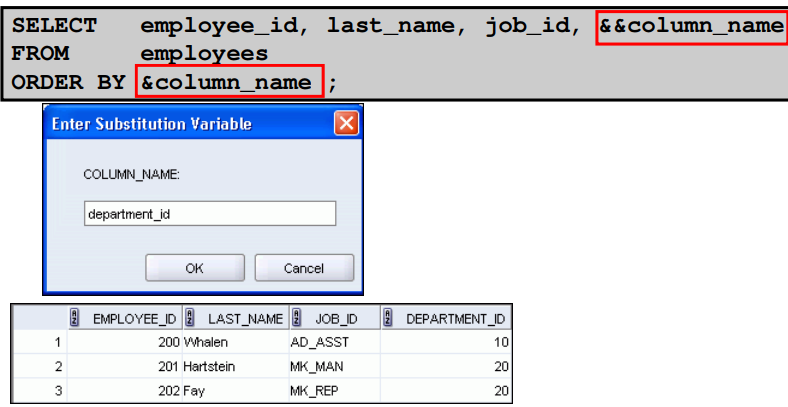 SELECT employee_id, last_name, job_id, &&column_name
FROM employees
ORDER BY &column_name ;
Enter Substitution Variable
COLUMN_NAME:
department_id
OK Cancel
EMPLOYEE_ID LAST_NAME JOB_ID DEPARTMENT_ID
1 200 Whalen AD_ASST 10
2 201 Hartstein MK_MAN 20
3 202 Fay MK_REP 20